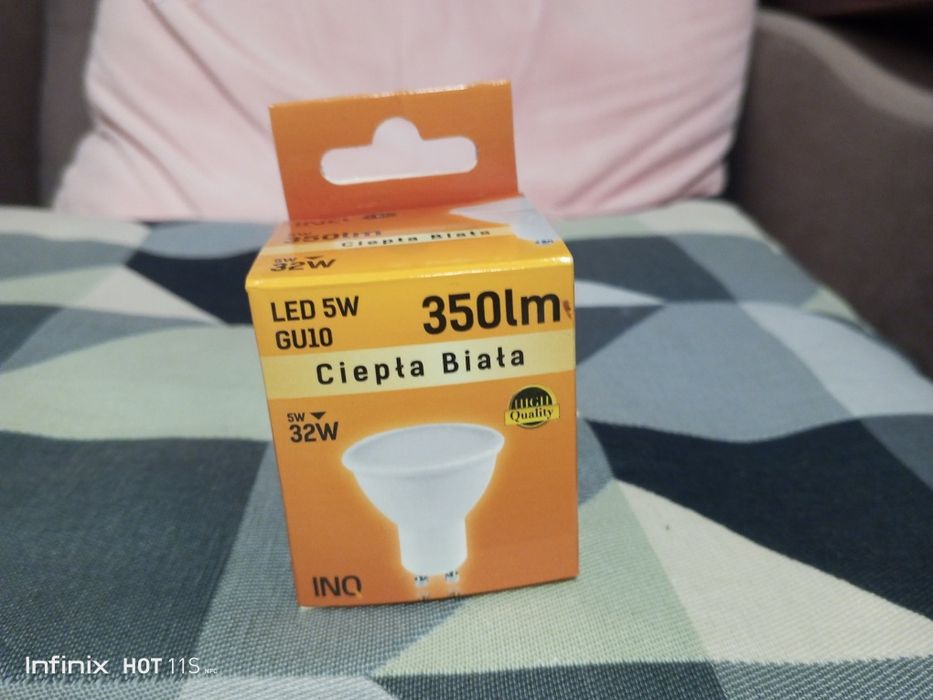 350lm
Ciepła Biała
5W
32W
LED 5W
GU10
350lm
Ciepła Biała
5W
32W
HIGH
Quality
INQ
Infinix HOT 11S NFC